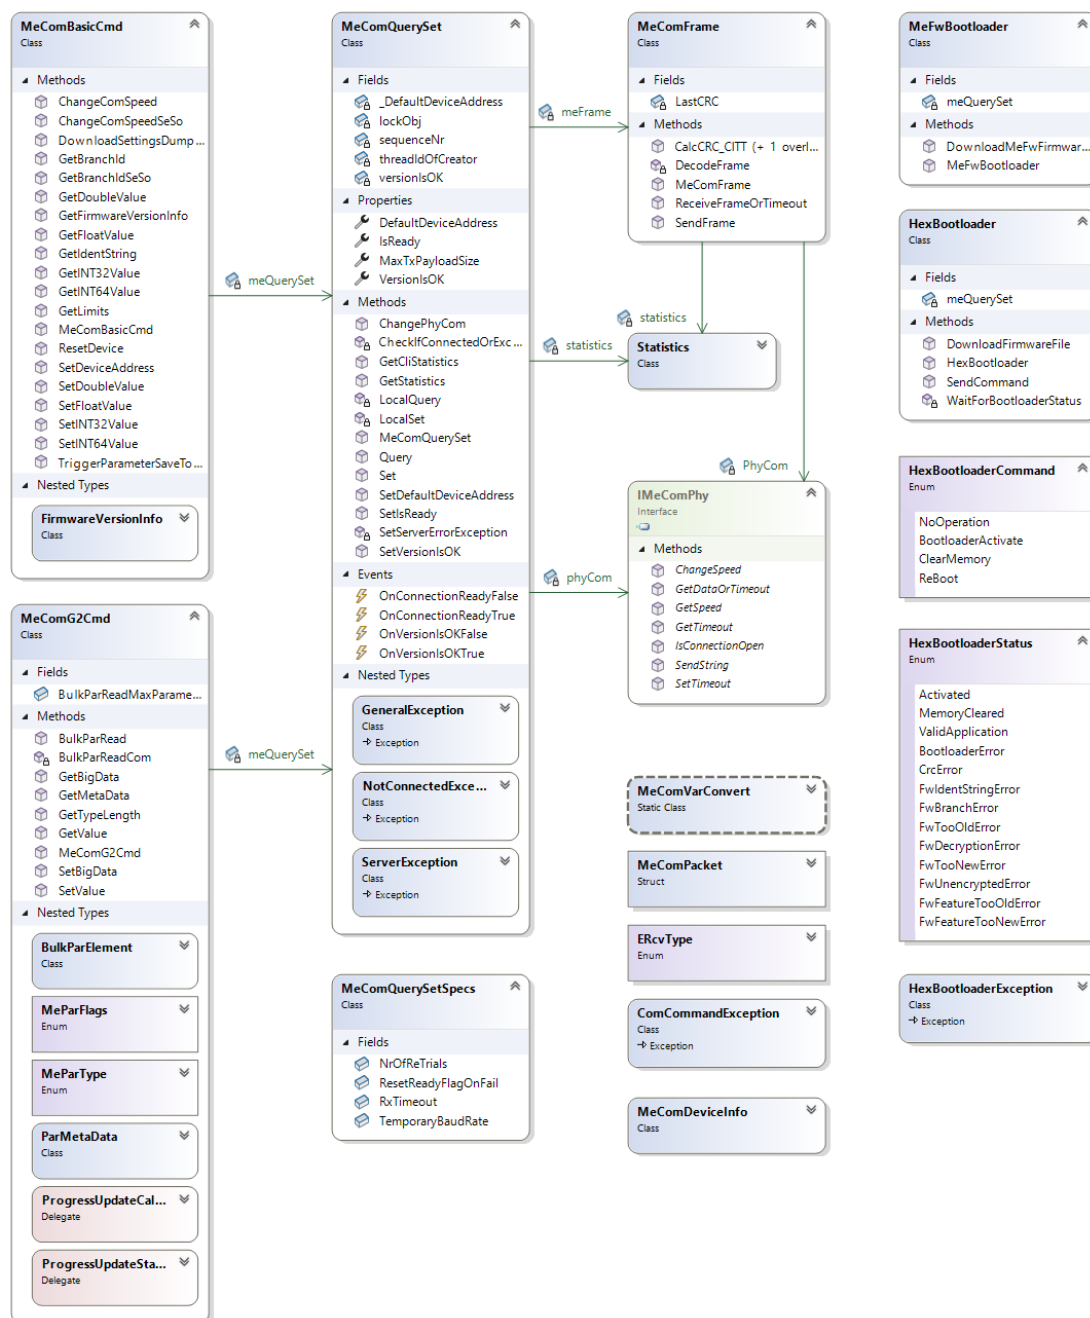 MeComBasicCmd
Class
Methods
ChangeComSpeed
ChangeComSpeedSeSo
DownloadSettingsDump...
GetBranchId
GetBranchIdSeSo
GetDoubleValue
GetFirmwareVersionInfo
GetFloatValue
GetIdentString
GetINT32Value
GetINT64Value
GetLimits
MeComBasicCmd
ResetDevice
SetDeviceAddress
SetDoubleValue
SetFloatValue
SetINT32Value
SetINT64Value
TriggerParameterSaveTo...
Nested Types
FirmwareVersionInfo
Class
MeComG2Cmd
Class
Fields
BulkParReadMaxParame...
Methods
BulkParRead
BulkParReadCom
GetBigData
GetMetaData
GetTypeLength
GetValue
MeComG2Cmd
SetBigData
SetValue
Nested Types
BulkParElement
Class
MeParFlags
Enum
MeParType
Enum
ParMetaData
Class
ProgressUpdateCal...
Delegate
ProgressUpdateSta...
Delegate
meQuerySet
meQuerySet
MeComQuerySet
Class
Fields
_DefaultDeviceAddress
lockObj
sequenceNr
threadIdOfCreator
versionIsOK
Properties
DefaultDeviceAddress
IsReady
MaxTxPayloadSize
VersionIsOK
Methods
ChangePhyCom
CheckIfConnectedOrExc...
GetCliStatistics
GetStatistics
LocalQuery
LocalSet
MeComQuerySet
Query
Set
SetDefaultDeviceAddress
SetIsReady
SetServerErrorException
SetVersionIsOK
Events
OnConnectionReadyFalse
OnConnectionReadyTrue
OnVersionIsOKFalse
OnVersionIsOKTrue
Nested Types
GeneralException
Class
Exception
NotConnectedExce...
Class
Exception
ServerException
Class
Exception
MeComQuerySetSpecs
Class
Fields
NrOfReTrials
ResetReadyFlagOnFail
RxTimeout
TemporaryBaudRate
meFrame
statistics
phyCom
MeComFrame
Class
Fields
LastCRC
Methods
CalcCRC_CITT (+ 1 overl...
DecodeFrame
MeComFrame
ReceiveFrameOrTimeout
SendFrame
statistics
Statistics
Class
PhyCom
IMeComPhy
Interface
Methods
ChangeSpeed
GetDataOrTimeout
GetSpeed
GetTimeout
IsConnectionOpen
SendString
SetTimeout
MeComVarConvert
Static Class
MeComPacket
Struct
ERcvType
Enum
ComCommandException
Class
Exception
MeComDeviceInfo
Class
MeFwBootloader
Class
Fields
meQuerySet
Methods
DownloadMeFwFirmwar...
MeFwBootloader
HexBootloader
Class
Fields
meQuerySet
Methods
DownloadFirmwareFile
HexBootloader
SendCommand
WaitForBootloaderStatus
HexBootloaderCommand
Enum
NoOperation
BootloaderActivate
ClearMemory
ReBoot
HexBootloaderStatus
Enum
Activated
MemoryCleared
ValidApplication
BootloaderError
CrcError
FwIdentStringError
FwBranchError
FwTooOldError
FwDecryptionError
FwTooNewError
FwUnencryptedError
FwFeatureTooOldError
FwFeatureTooNewError
HexBootloaderException
Class
Exception